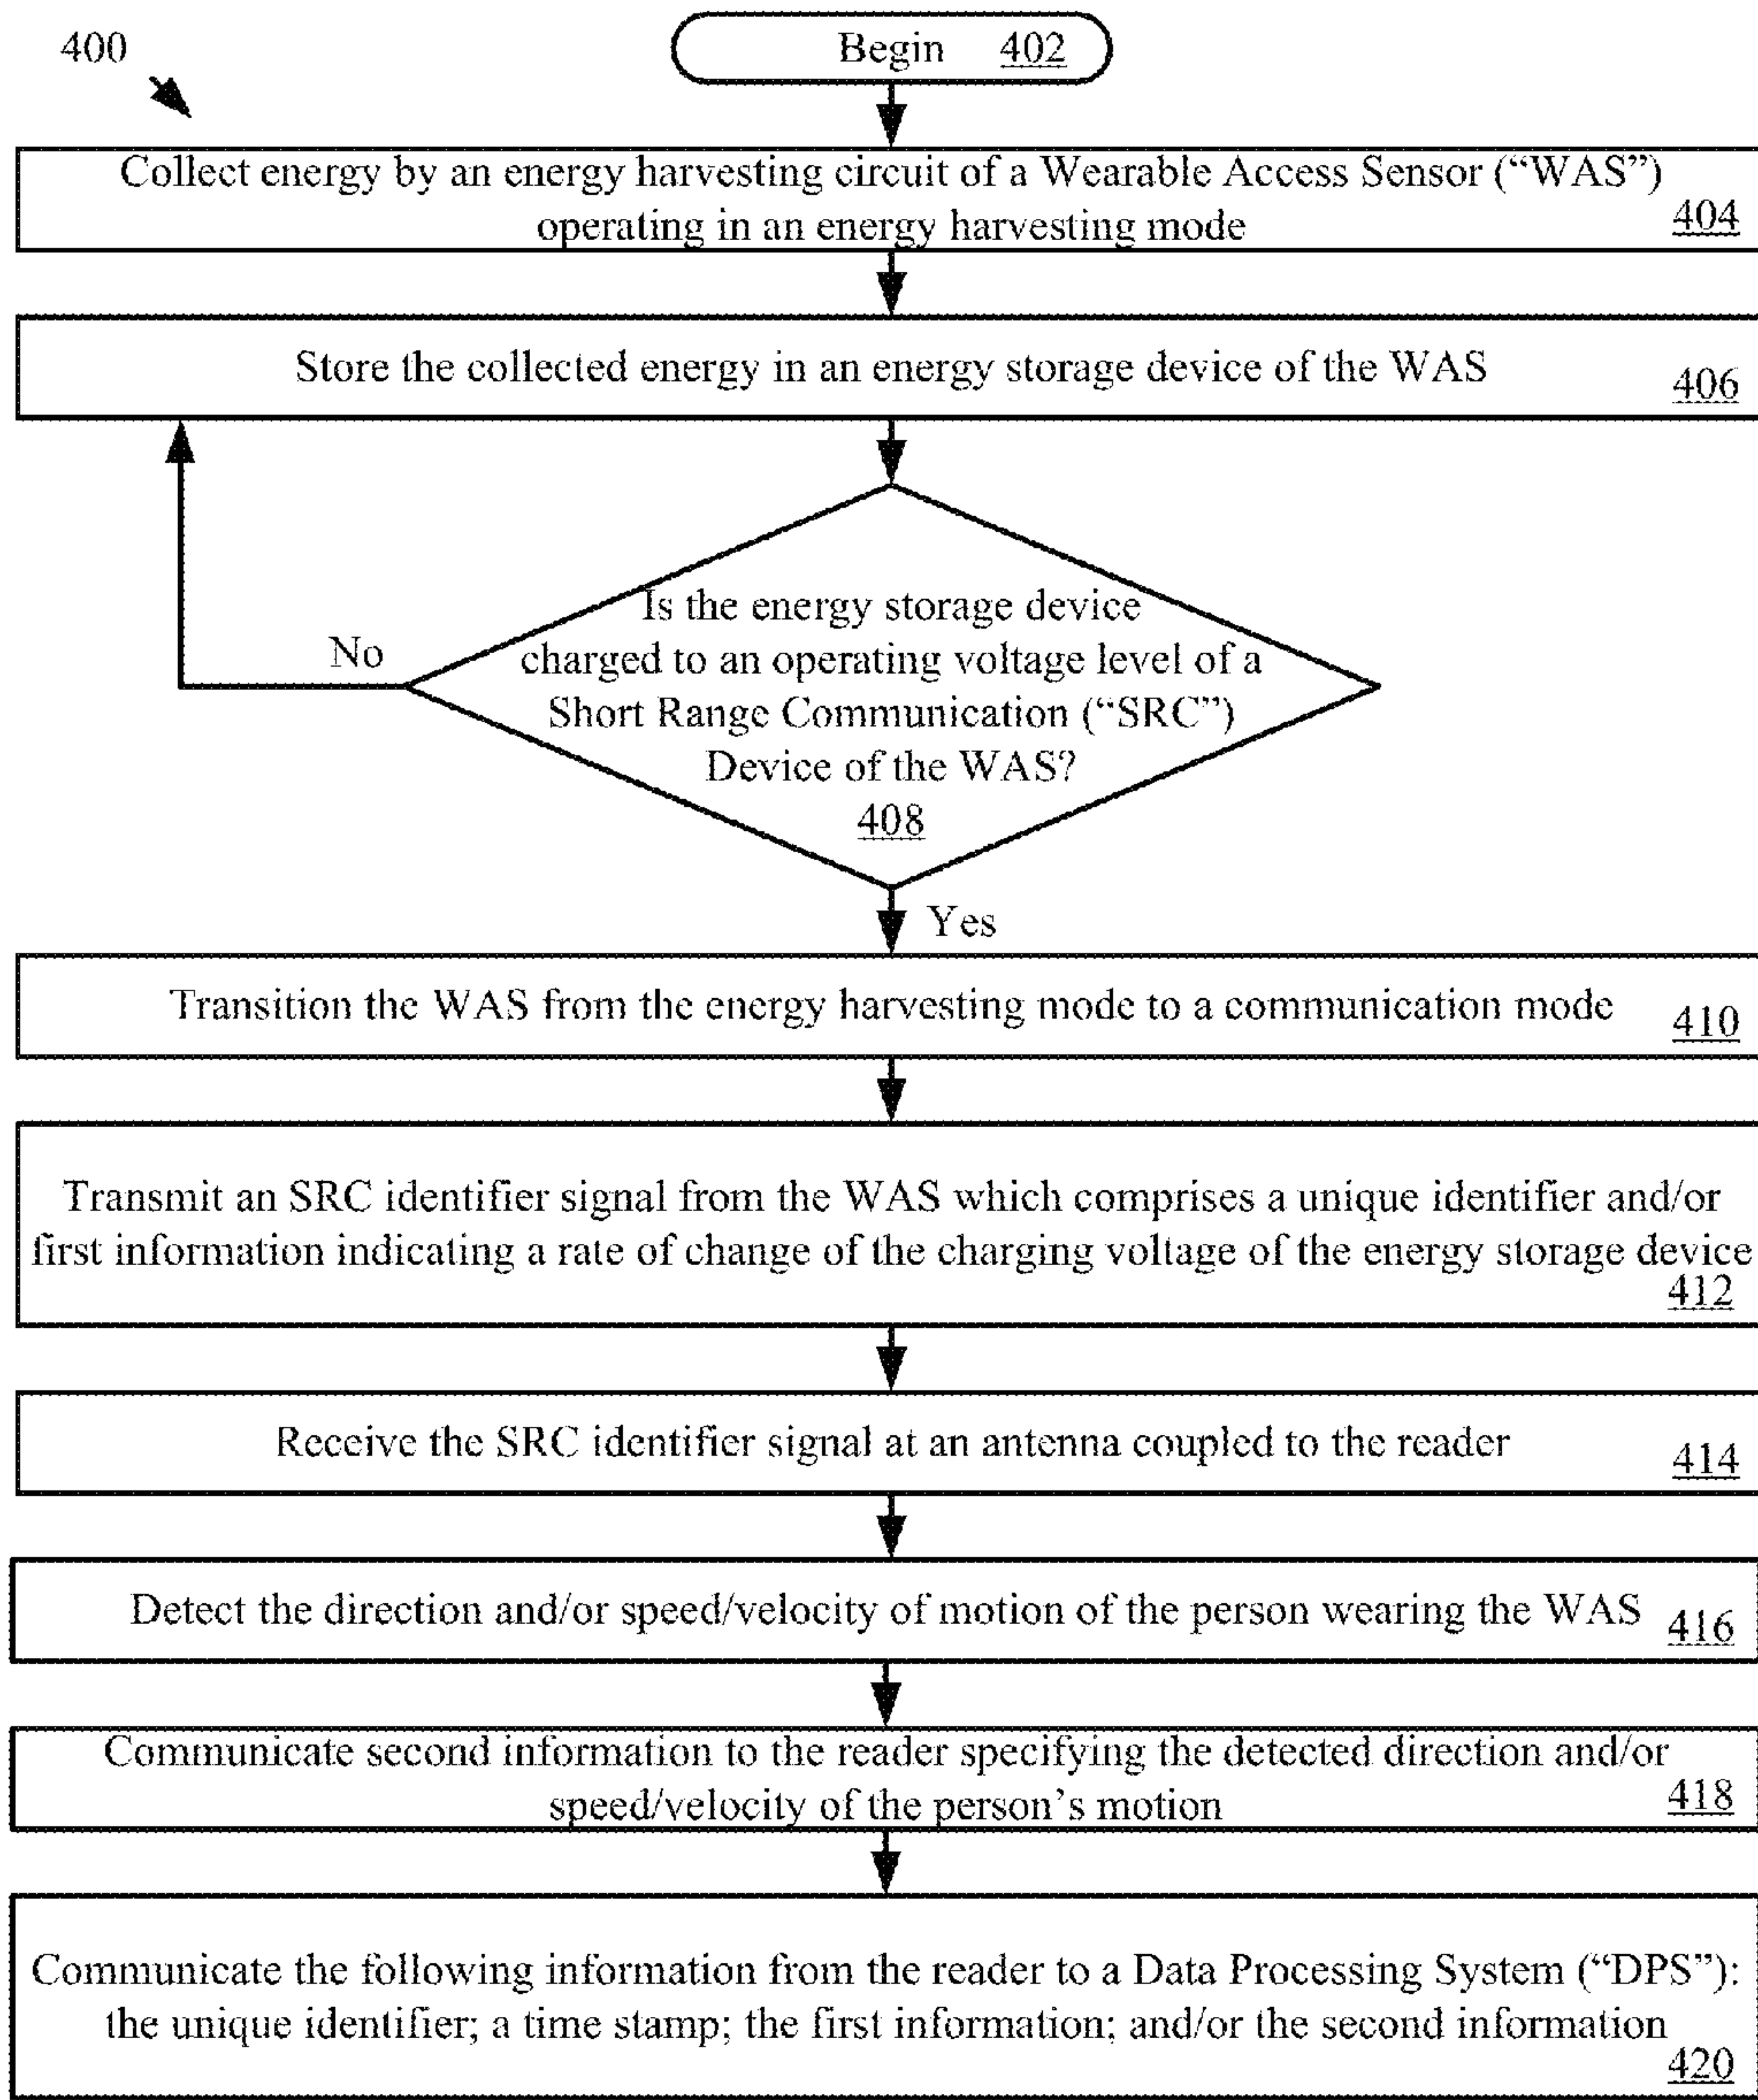 400
Begin 402
Collect energy by an energy harvesting circuit of a Wearable Access Sensor (“WAS”)
operating in an energy harvesting mode 404
Store the collected energy in an energy storage device of the WAS 406
Is the energy storage device
charged to an operating voltage level of a
Short Range Communication (“SRC”)
Device of the WAS?
408
No
Yes
Transition the WAS from the energy harvesting mode to a communication mode 410
Transmit an SRC identifier signal from the WAS which comprises a unique identifier and/or
first information indicating a rate of change of the charging voltage of the energy storage device
412
Receive the SRC identifier signal at an antenna coupled to the reader 414
Detect the direction and/or speed/velocity of motion of the person wearing the WAS 416
Communicate second information to the reader specifying the detected direction and/or
speed/velocity of the person’s motion 418
Communicate the following information from the reader to a Data Processing System (“DPS”):
the unique identifier; a time stamp; the first information; and/or the second information
420